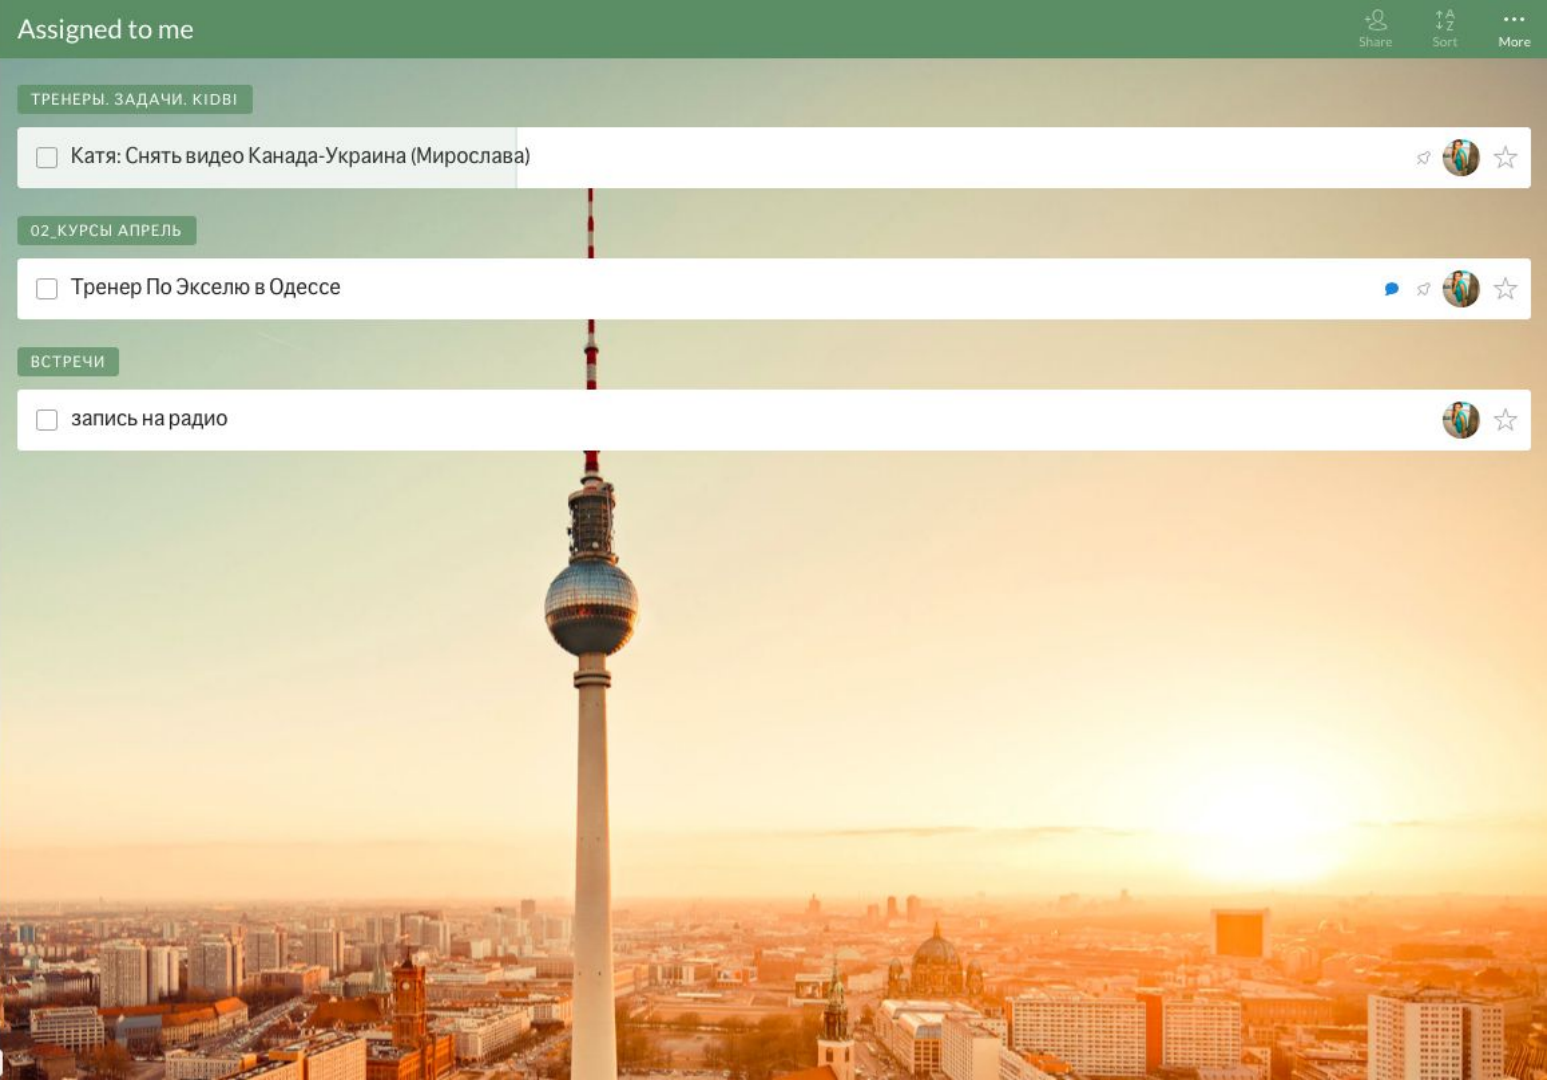 Assigned to me
Share
Sort
More
ТРЕНЕРЫ. ЗАДАЧИ. KIDBI
Катя: Снять видео Канада-Украина (Мирослава)
02_КУРСЫ АПРЕЛЬ
Тренер По Экселю в Одессе
ВСТРЕЧИ
запись на радио